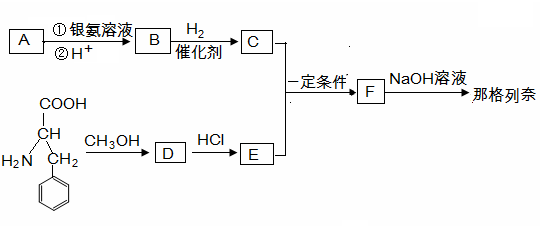 A ①银氨溶液 ②H⁺ B H₂ 催化剂 C
一定条件 F NaOH溶液 那格列奈
COOH
CH
H₂N CH₂ CH₃OH D HCl E